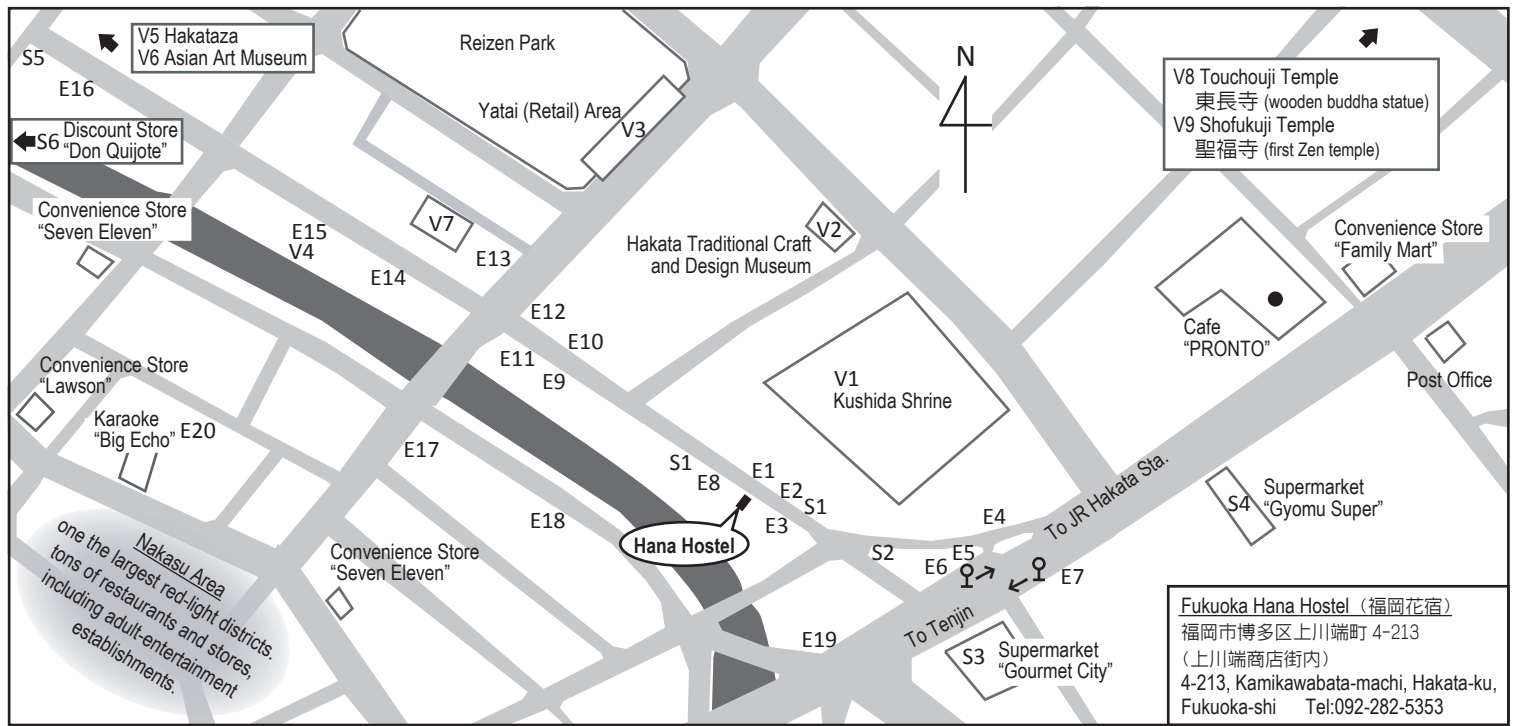 V5 Hakataza
V6 Asian Art Museum
S5
E16
S6 Discount Store
“Don Quijote”
Reizen Park
Yatai (Retail) Area
V3
N
V8 Touchouji Temple
東長寺 (wooden buddha statue)
V9 Shofukuji Temple
聖福寺 (first Zen temple)
Convenience Store
“Seven Eleven”
E15
V4
V7
E13
E14
V2
Hakata Traditional Craft
and Design Museum
Convenience Store
“Family Mart”
E12
E10
E11
E9
Cafe
“PRONTO”
Post Office
V1
Kushida Shrine
Convenience Store
“Lawson”
Karaoke
“Big Echo”
E20
E17
S1
E8
E1
E2
S1
E3
E18
Hana Hostel
E4
S2
E6
E5
E7
To JR Hakata Sta.
To Tenjin
S4
Supermarket
“Gyomu Super”
Nakasu Area
one the largest red-light districts.
tons of restaurants and stores,
including adult-entertainment
establishments.
Convenience Store
“Seven Eleven”
E19
S3
Supermarket
“Gourmet City”
Fukuoka Hana Hostel（福岡花宿）
福岡市博多区上川端町 4-213
（上川端商店街内）
4-213, Kamikawabata-machi, Hakata-ku,
Fukuoka-shi Tel:092-282-5353